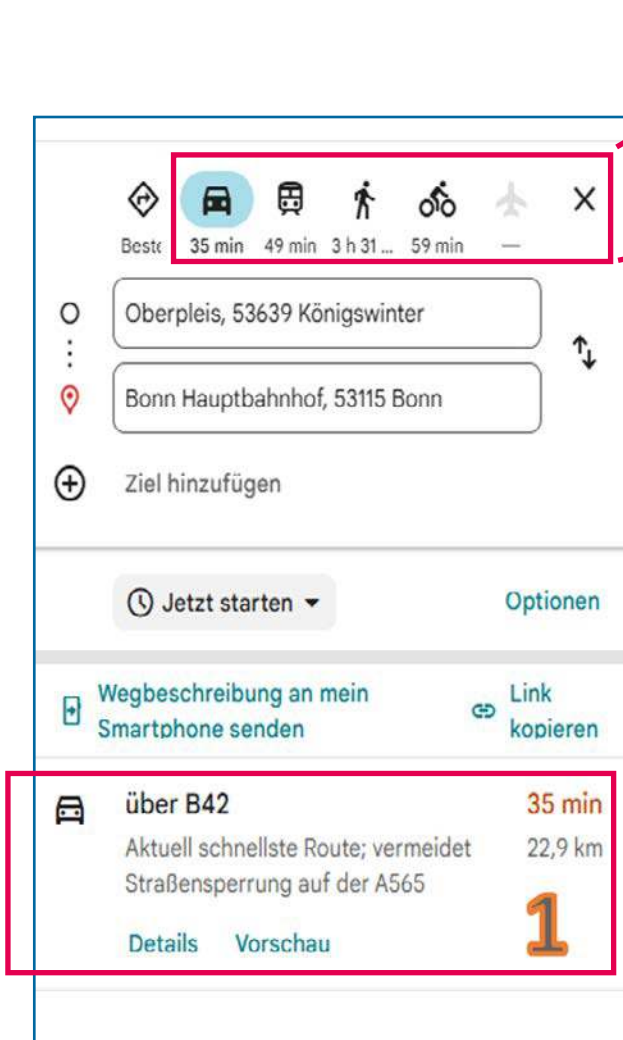 Beste 35 min 49 min 3 h 31 ... 59 min —
Oberpleis, 53639 Königswinter
Bonn Hauptbahnhof, 53115 Bonn
Ziel hinzufügen
Jetzt starten
Optionen
Wegbeschreibung an mein
Smartphone senden
Link
kopieren
über B42 35 min
Aktuell schnellste Route; vermeidet 22,9 km
Straßensperrung auf der A565
Details Vorschau
1